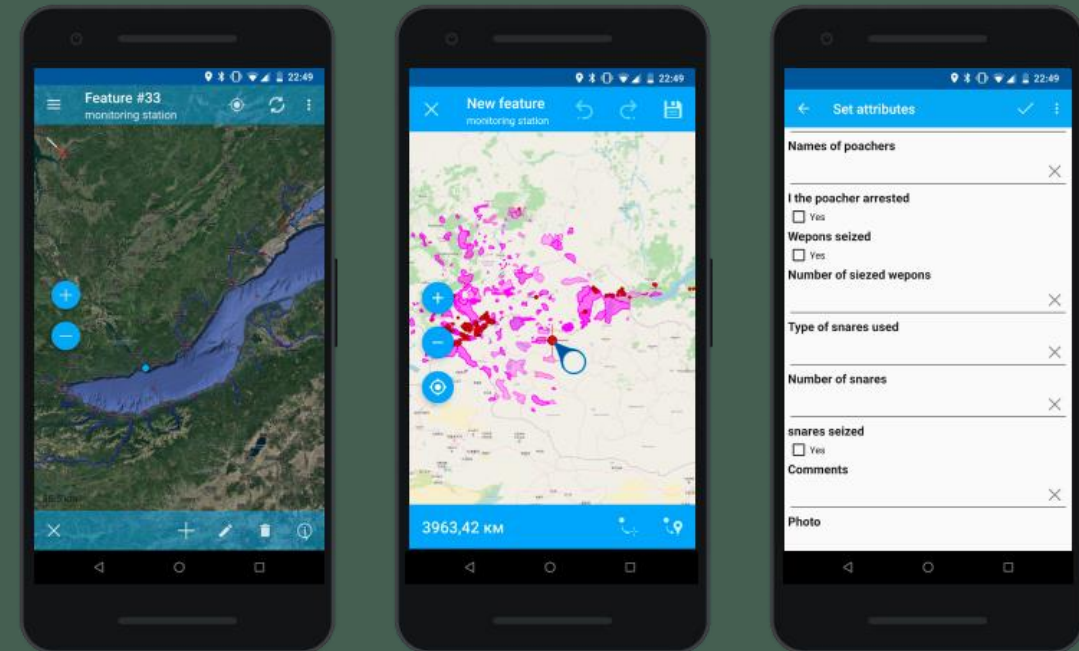 22:49
Feature #33
monitoring station
22:49
New feature
monitoring station
3963,42 км
22:49
Set attributes
Names of poachers
I the poacher arrested
Yes
Wepons seized
Yes
Number of siezed wepons
Type of snares used
Number of snares
snares seized
Yes
Comments
Photo